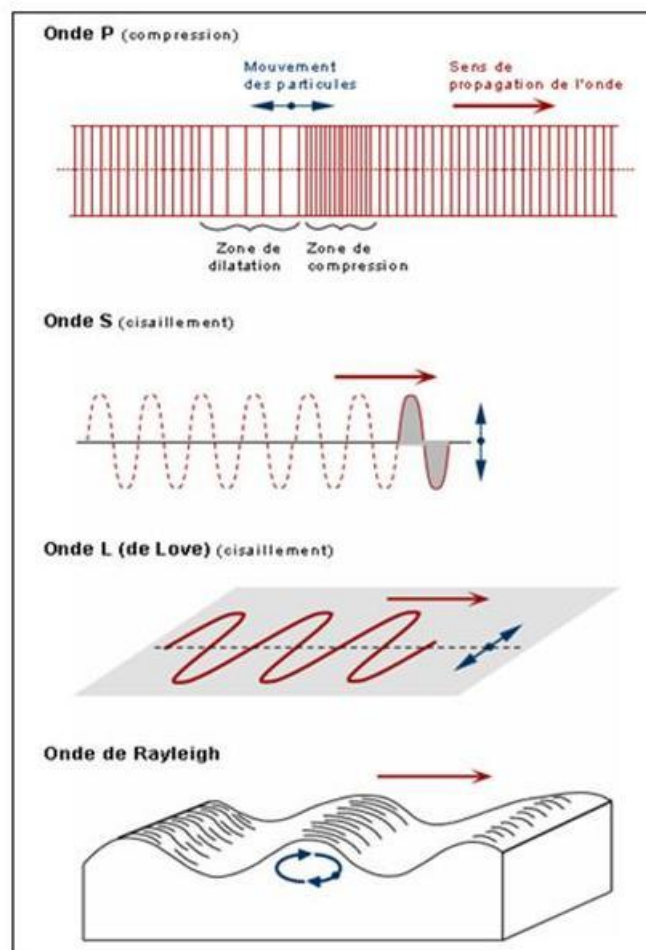 Onde P (compression)
Mouvement
des particules
Sens de
propagation de l'onde
Zone de
dilatation
Zone de
compression
Onde S (cisaillement)
Onde L (de Love) (cisaillement)
Onde de Rayleigh